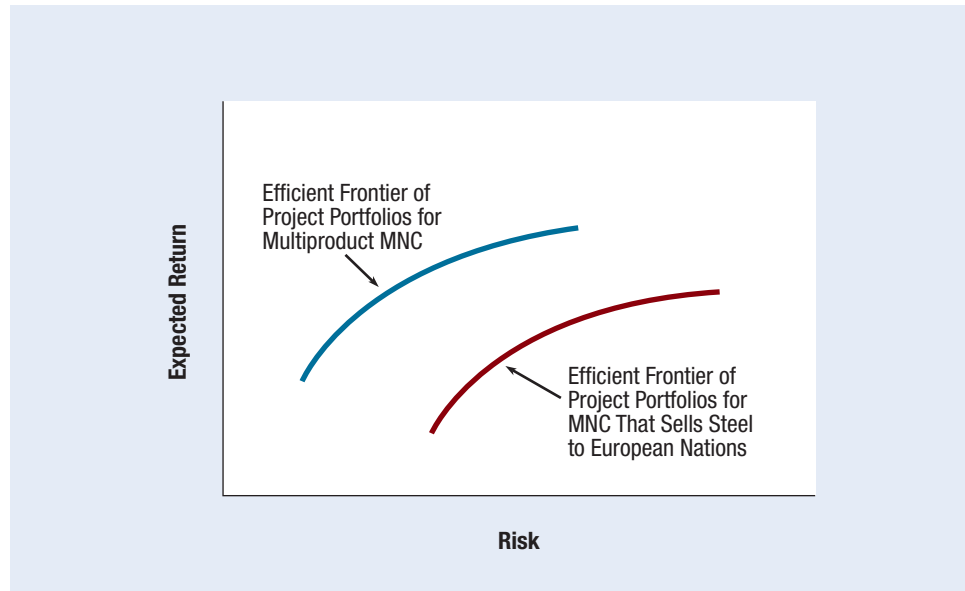 Efficient Frontier of
Project Portfolios for
Multiproduct MNC
Expected Return
Efficient Frontier of
Project Portfolios for
MNC That Sells Steel
to European Nations
Risk